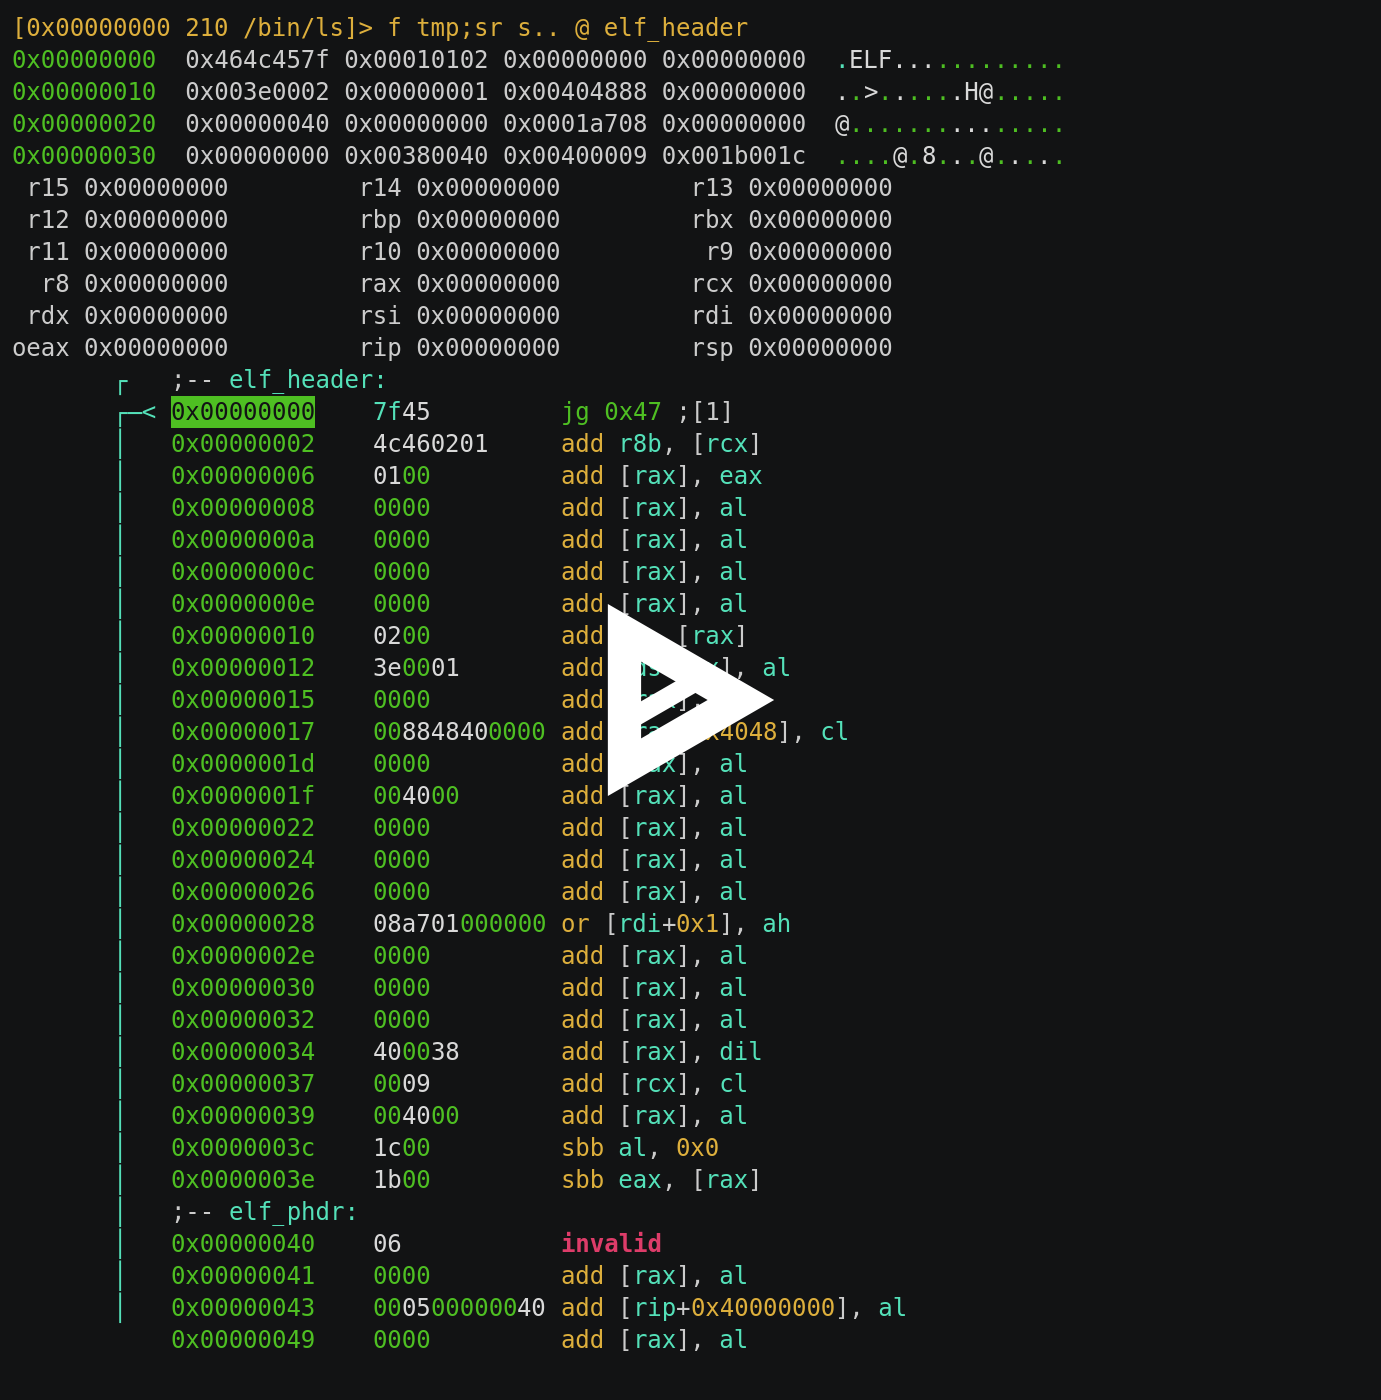 [0x00000000 210 /bin/ls]> f tmp;sr s.. @ elf_header
0x00000000  0x464c457f 0x00010102 0x00000000 0x00000000  .ELF............
0x00000010  0x003e0002 0x00000001 0x00404888 0x00000000  ..>......H@.....
0x00000020  0x00000040 0x00000000 0x0001a708 0x00000000  @...............
0x00000030  0x00000000 0x00380040 0x00400009 0x001b001c  ....@.8...@.....
 r15 0x00000000         r14 0x00000000         r13 0x00000000
 r12 0x00000000         rbp 0x00000000         rbx 0x00000000
 r11 0x00000000         r10 0x00000000          r9 0x00000000
  r8 0x00000000         rax 0x00000000         rcx 0x00000000
 rdx 0x00000000         rsi 0x00000000         rdi 0x00000000
oeax 0x00000000         rip 0x00000000         rsp 0x00000000
;-- elf_header:
< 0x00000000    7f45         jg 0x47 ;[1]
0x00000002    4c460201     add r8b, [rcx]
0x00000006    0100         add [rax], eax
0x00000008    0000         add [rax], al
0x0000000a    0000         add [rax], al
0x0000000c    0000         add [rax], al
0x0000000e    0000         add [rax], al
0x00000010    0200         add [rax]
0x00000012    3e0001       add ], al
0x00000015    0000         add
0x00000017    008848400000 add 4048], cl
0x0000001d    0000         add ], al
0x0000001f    004000       add [rax], al
0x00000022    0000         add [rax], al
0x00000024    0000         add [rax], al
0x00000026    0000         add [rax], al
0x00000028    08a701000000 or [rdi+0x1], ah
0x0000002e    0000         add [rax], al
0x00000030    0000         add [rax], al
0x00000032    0000         add [rax], al
0x00000034    400038       add [rax], dil
0x00000037    0009         add [rcx], cl
0x00000039    004000       add [rax], al
0x0000003c    1c00         sbb al, 0x0
0x0000003e    1b00         sbb eax, [rax]
;-- elf_phdr:
0x00000040    06           invalid
0x00000041    0000         add [rax], al
0x00000043    000500000040 add [rip+0x40000000], al
0x00000049    0000         add [rax], al